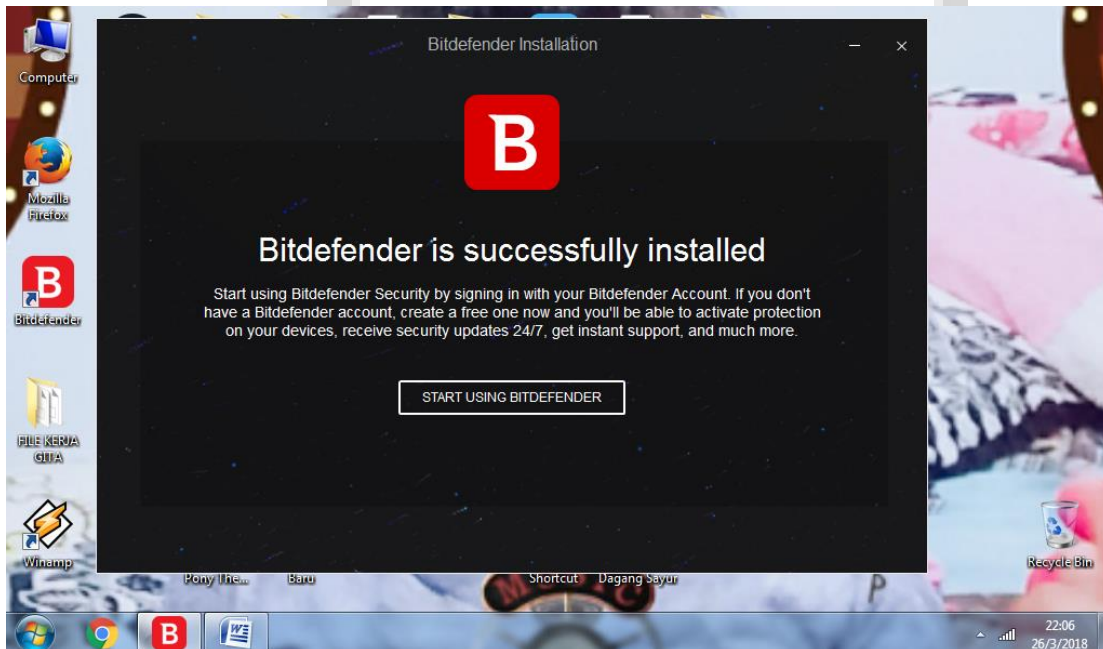 Bitdefender Installation
B
Bitdefender is successfully installed
Start using Bitdefender Security by signing in with your Bitdefender Account. If you don't
have a Bitdefender account, create a free one now and you'll be able to activate protection
on your devices, receive security updates 24/7, get instant support, and much more.
START USING BITDEFENDER
Computer
Mozilla
Firefox
B
Bitdefender
FILE KERJA
GITA
Winamp
Pony The...
Baru
Shortcut
Dagang Sayur
Recycle Bin
MUSIC
P
B
W
22:06
26/3/2018